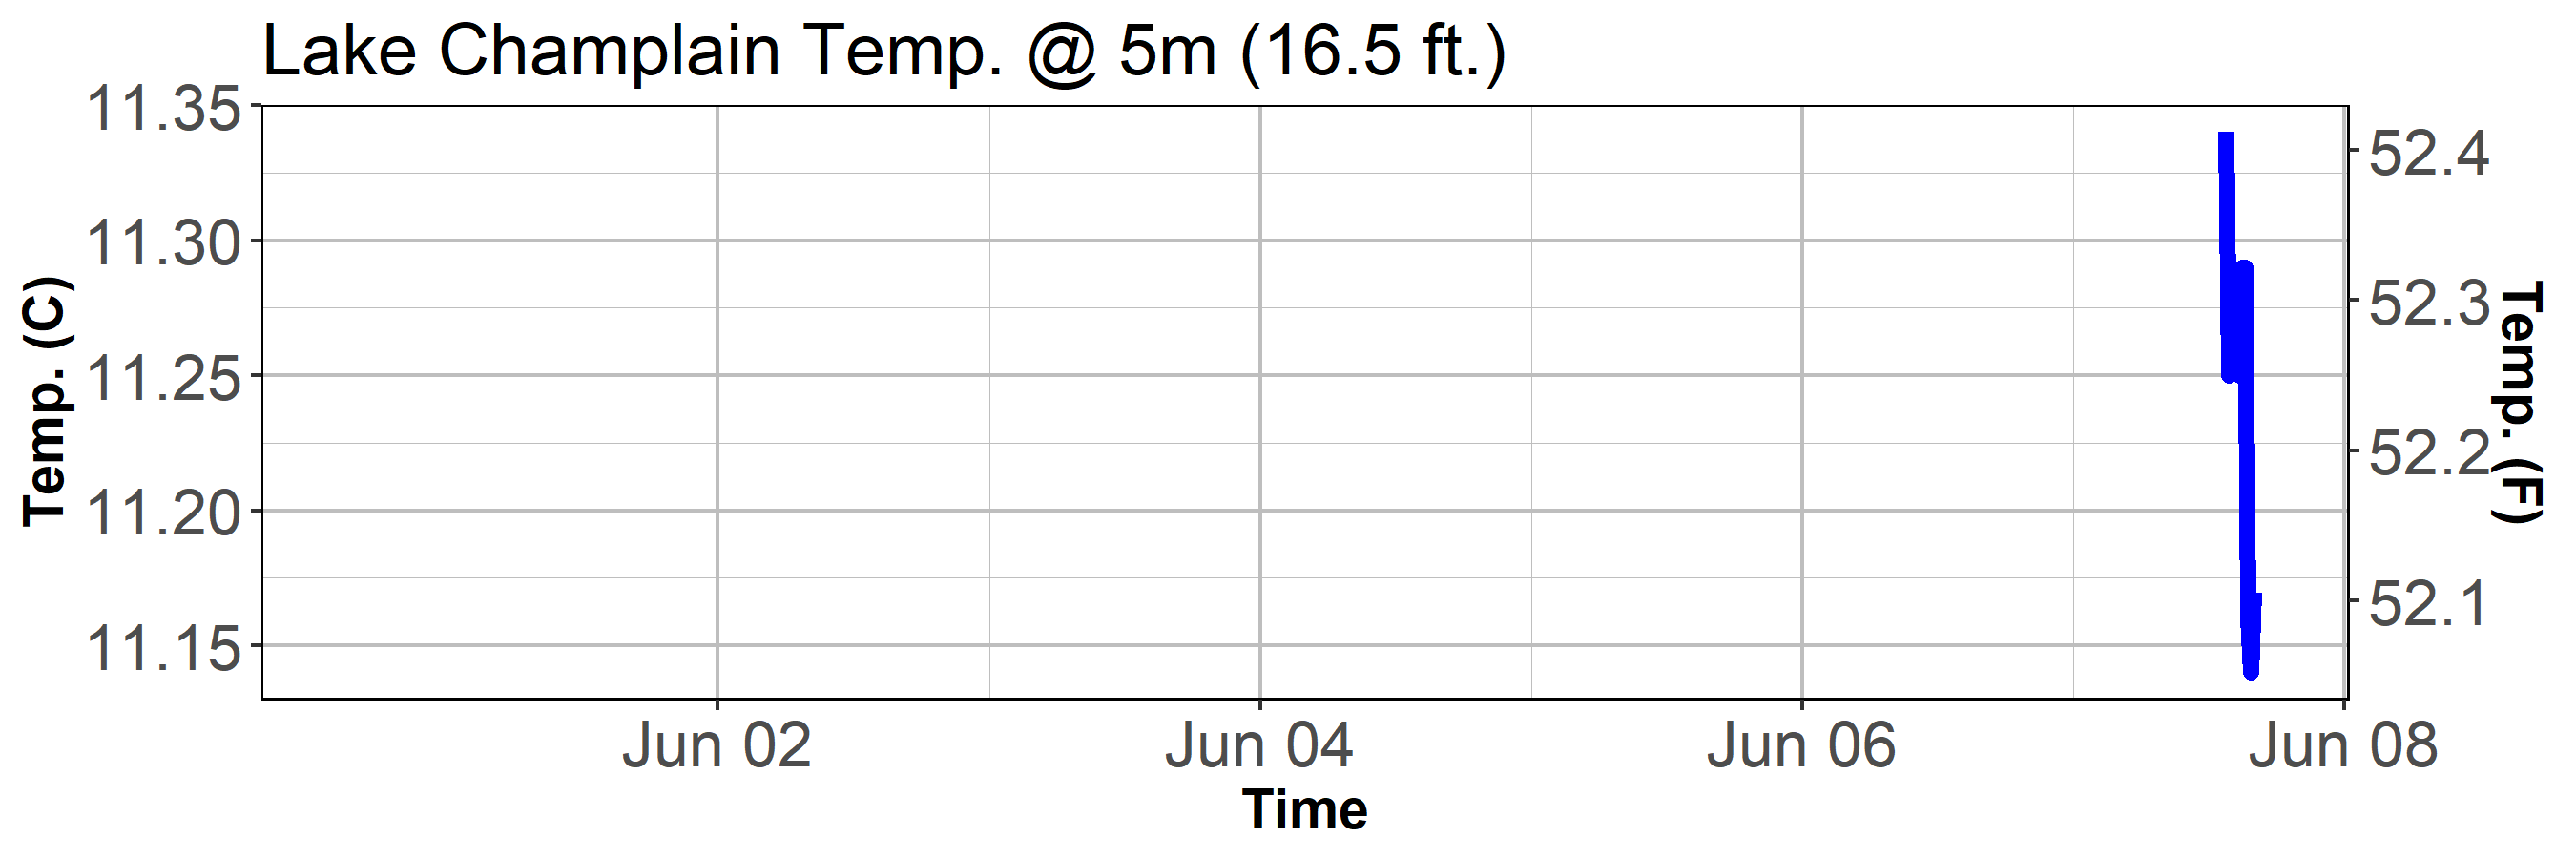 Lake Champlain Temp. @ 5m (16.5 ft.)
11.35
11.30
11.25
11.20
11.15
Temp. (C)
52.4
52.3
52.2
52.1
Temp. (F)
Jun 02
Jun 04
Jun 06
Jun 08
Time